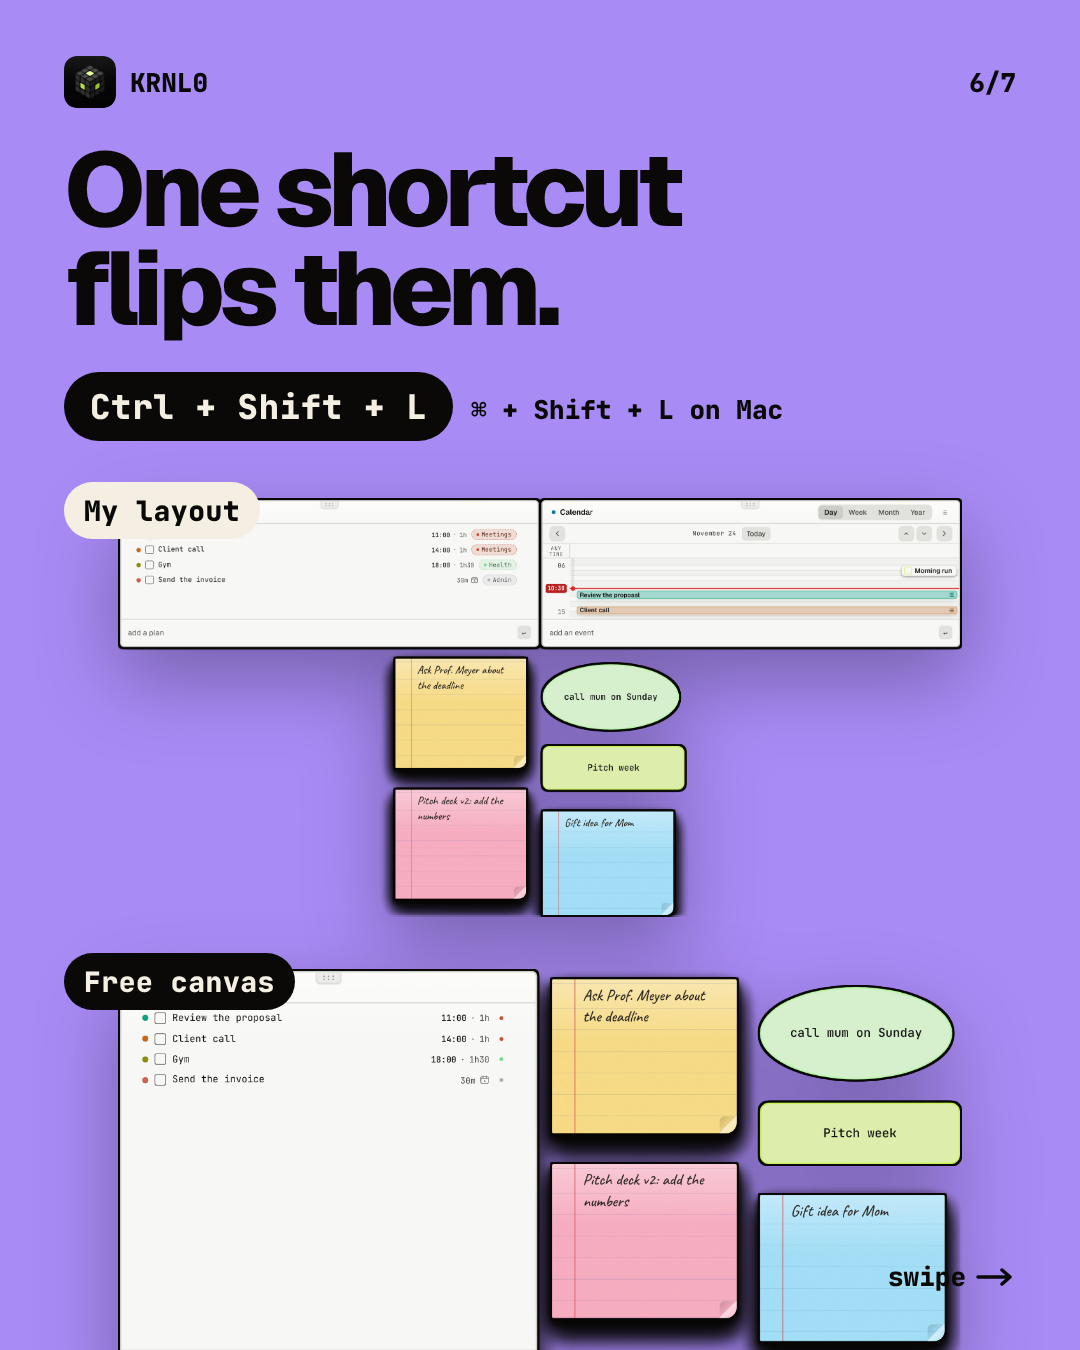 KRNL0
6/7
One shortcut
flips them.
Ctrl + Shift + L
⌘ + Shift + L on Mac
My layout
11:00 · 1h Meetings
Client call 14:00 · 1h Meetings
Gym 18:00 · 1h30 Health
Send the invoice 30m Admin
add a plan
Calendar
Day Week Month Year
November 24 Today
ANY
TIME
06
Morning run
10:30
Review the proposal
15
Client call
add an event
Ask Prof. Meyer about
the deadline
call mum on Sunday
Pitch week
Pitch deck v2: add the
numbers
Gift idea for Mom
Free canvas
Review the proposal 11:00 · 1h
Client call 14:00 · 1h
Gym 18:00 · 1h30
Send the invoice 30m
Ask Prof. Meyer about
the deadline
call mum on Sunday
Pitch week
Pitch deck v2: add the
numbers
Gift idea for Mom
swipe →